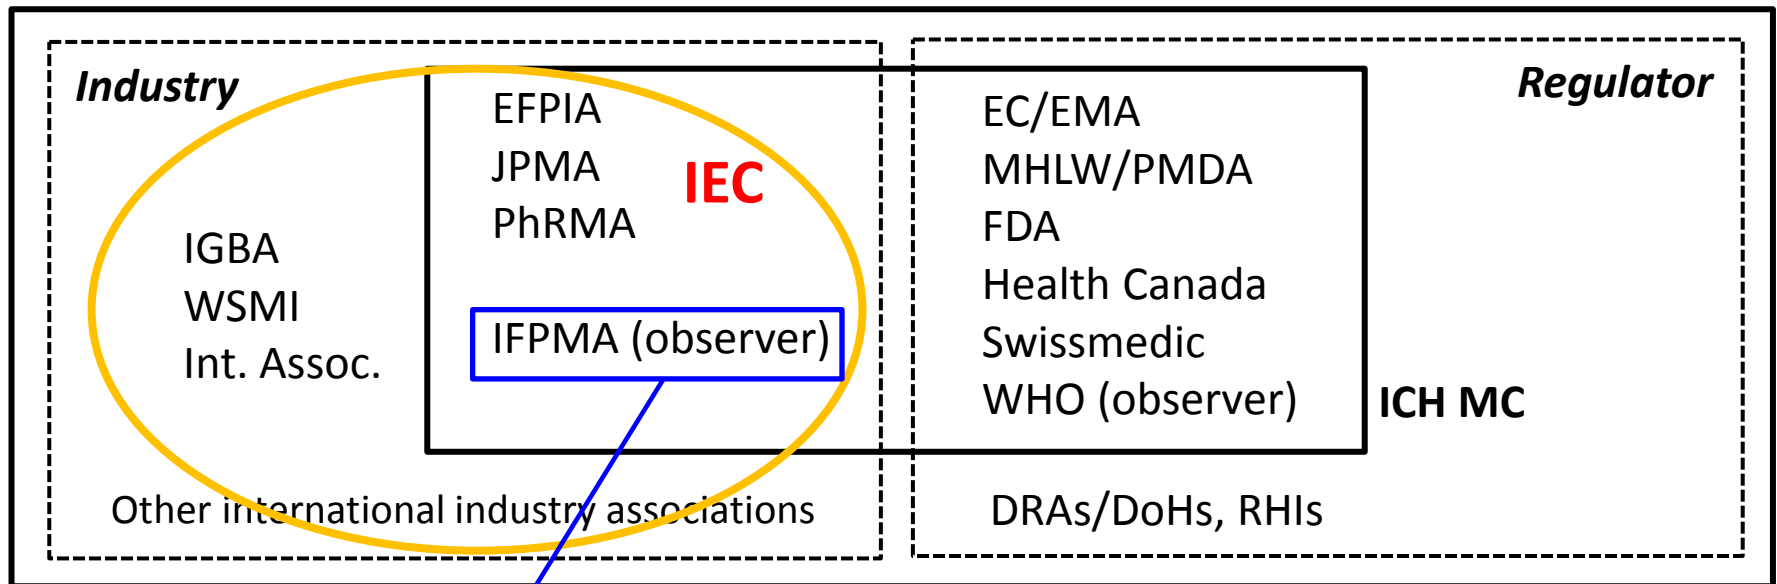 Industry
EFPIA
JPMA
PhRMA
IEC
IGBA
WSMI
Int. Assoc.
IFPMA (observer)
Other international industry associations
Regulator
EC/EMA
MHLW/PMDA
FDA
Health Canada
Swissmedic
WHO (observer)
ICH MC
DRAs/DoHs, RHIs